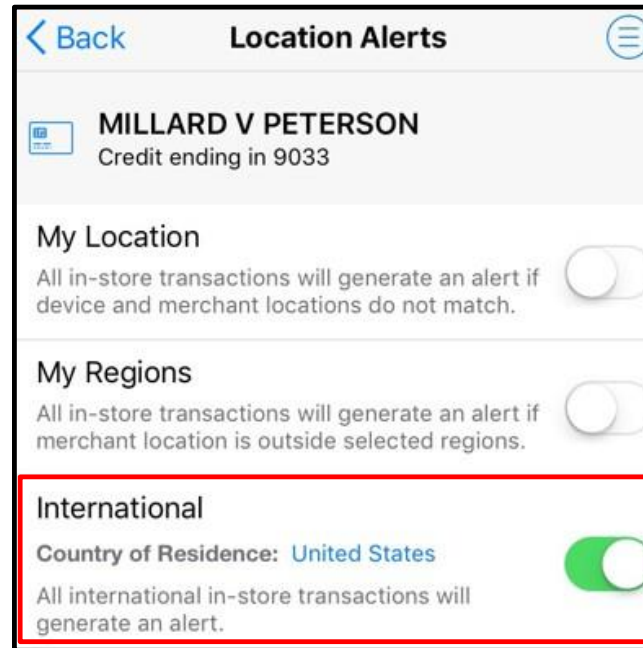 Back Location Alerts
MILLARD V PETERSON
Credit ending in 9033
My Location
All in-store transactions will generate an alert if
device and merchant locations do not match.
My Regions
All in-store transactions will generate an alert if
merchant location is outside selected regions.
International
Country of Residence: United States
All international in-store transactions will
generate an alert.